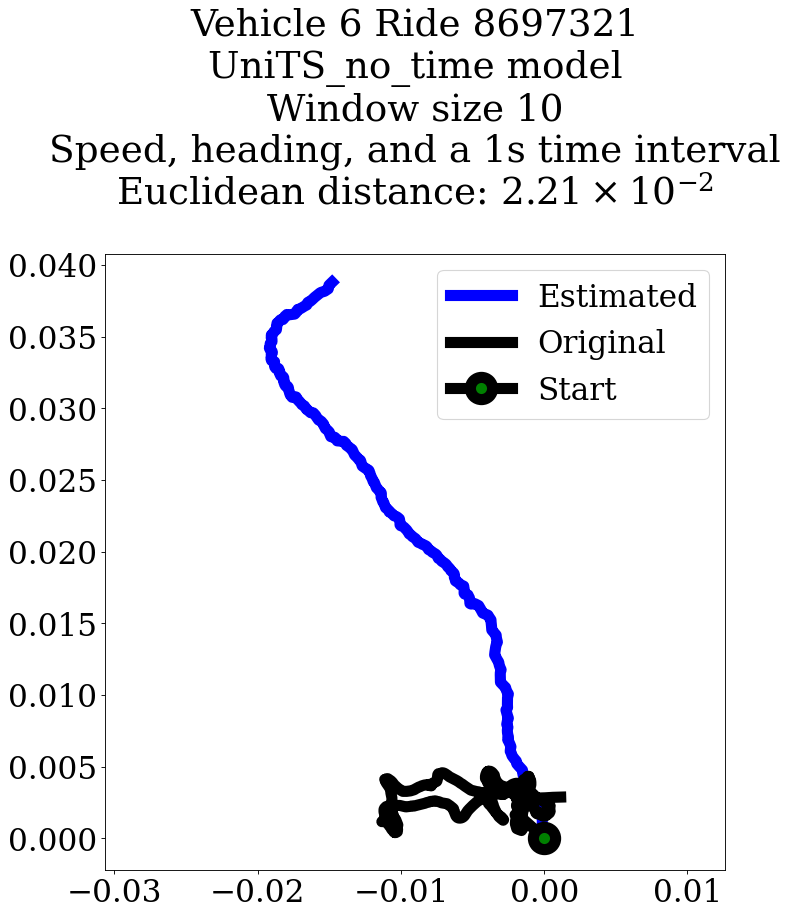 Vehicle 6 Ride 8697321
UniTS_no_time model
Window size 10
Speed, heading, and a 1s time interval
Euclidean distance: 2.21 × 10⁻²
0.040
0.035
0.030
0.025
0.020
0.015
0.010
0.005
0.000
Estimated
Original
Start
−0.03
−0.02
−0.01
0.00
0.01